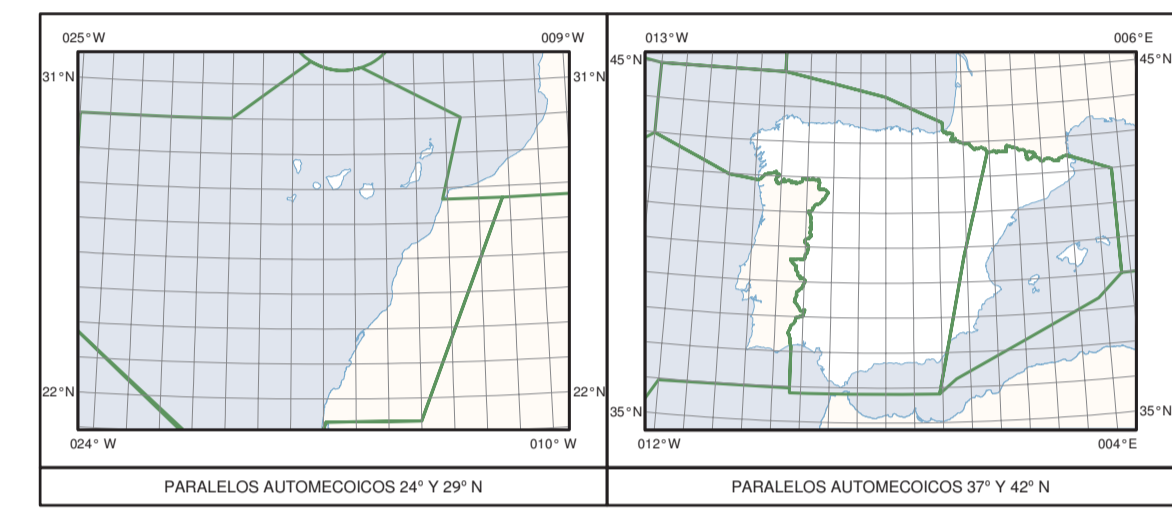 025° W 009° W
31° N 31° N
22° N 22° N
024° W 010° W
PARALELOS AUTOMECOICOS 24° Y 29° N
013° W 006° E
45° N 45° N
35° N 35° N
012° W 004° E
PARALELOS AUTOMECOICOS 37° Y 42° N